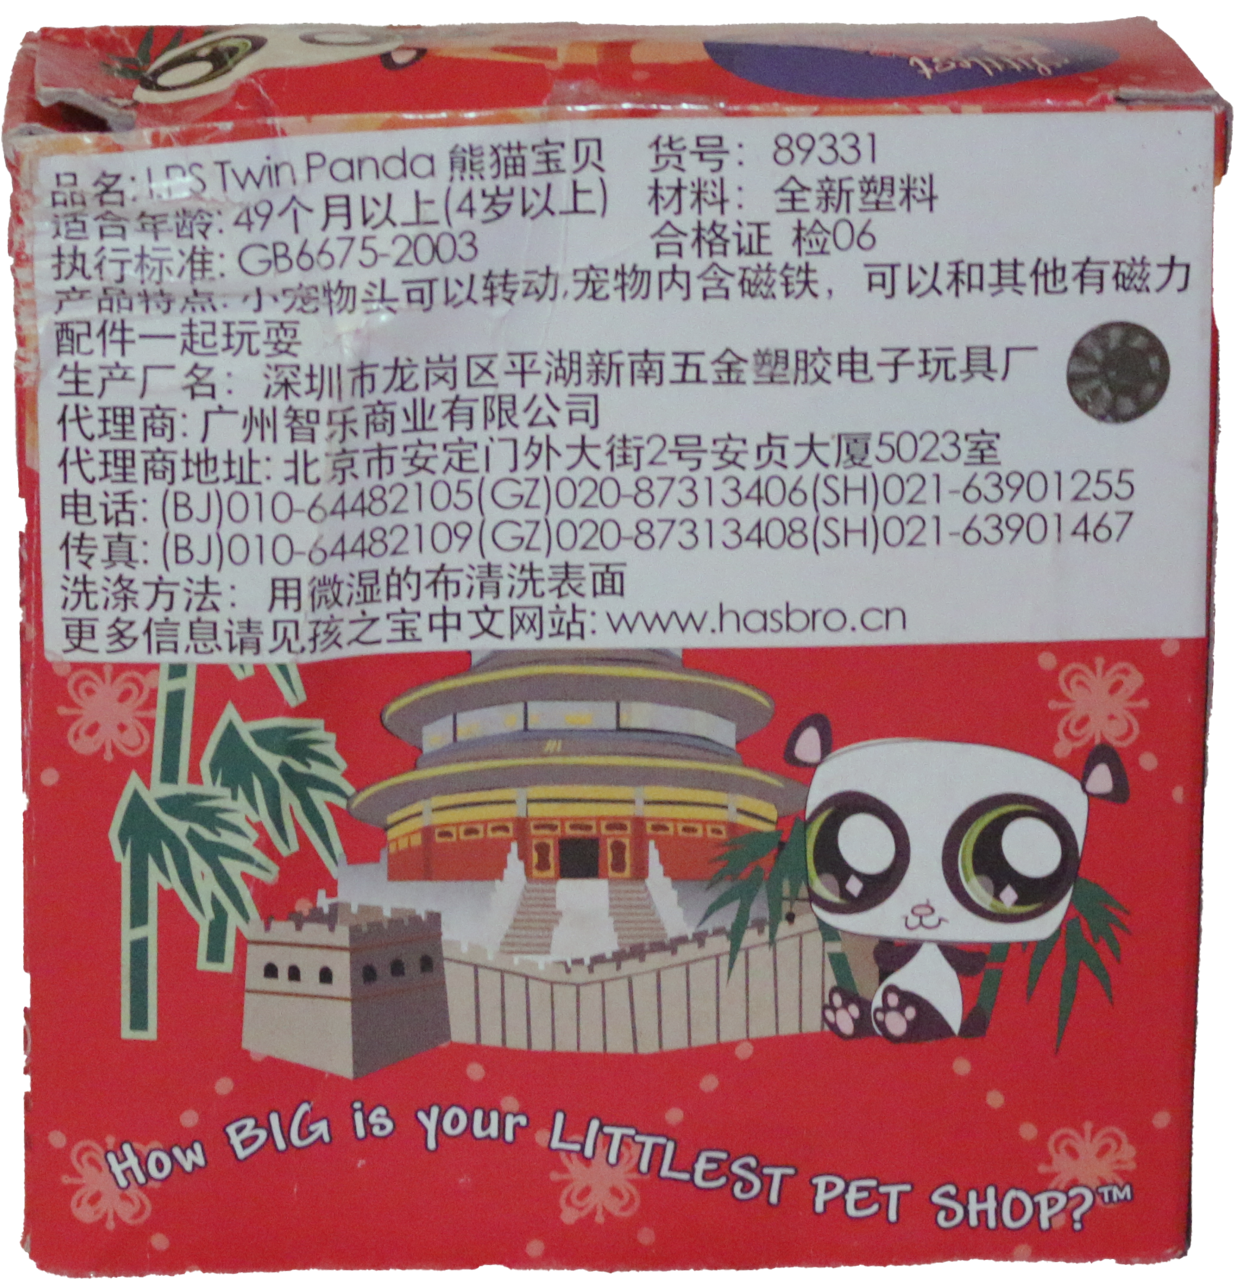 Littlest
品名: LPS Twin Panda 熊猫宝贝 货号: 89331
适合年龄: 49个月以上(4岁以上) 材料: 全新塑料
执行标准: GB6675-2003 合格证 检06
产品特点: 小宠物头可以转动,宠物内含磁铁，可以和其他有磁力
配件一起玩耍
生产厂名: 深圳市龙岗区平湖新南五金塑胶电子玩具厂
代理商: 广州智乐商业有限公司
代理商地址: 北京市安定门外大街2号安贞大厦5023室
电话: (BJ)010-64482105(GZ)020-87313406(SH)021-63901255
传真: (BJ)010-64482109(GZ)020-87313408(SH)021-63901467
洗涤方法: 用微湿的布清洗表面
更多信息请见孩之宝中文网站: www.hasbro.cn
How BIG is your LITTLEST PET SHOP?™